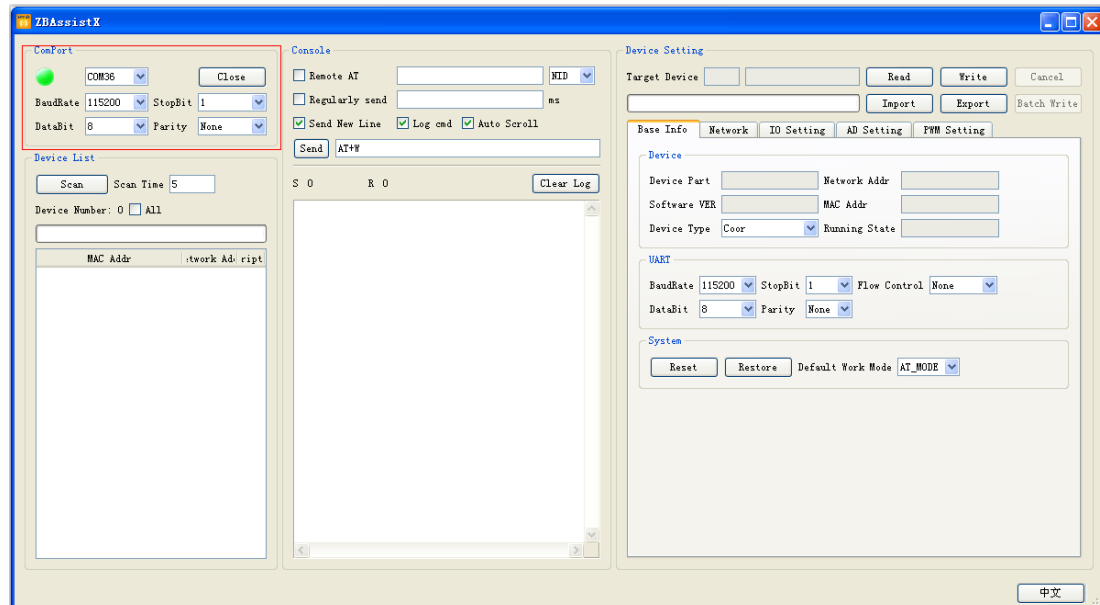 ZBAssistX
ComPort
COM36 Close
BaudRate 115200 StopBit 1
DataBit 8 Parity None
Device List
Scan Scan Time 5
Device Number: 0 All
MAC Addr :twork Ad ript
Console
Remote AT NID
Regularly send ms
Send New Line Log cmd Auto Scroll
Send AT+W
S 0 R 0 Clear Log
Device Setting
Target Device Read Write Cancel
Import Export Batch Write
Base Info Network IO Setting AD Setting PWM Setting
Device
Device Part Network Addr
Software VER MAC Addr
Device Type Coor Running State
UART
BaudRate 115200 StopBit 1 Flow Control None
DataBit 8 Parity None
System
Reset Restore Default Work Mode AT_MODE
中文